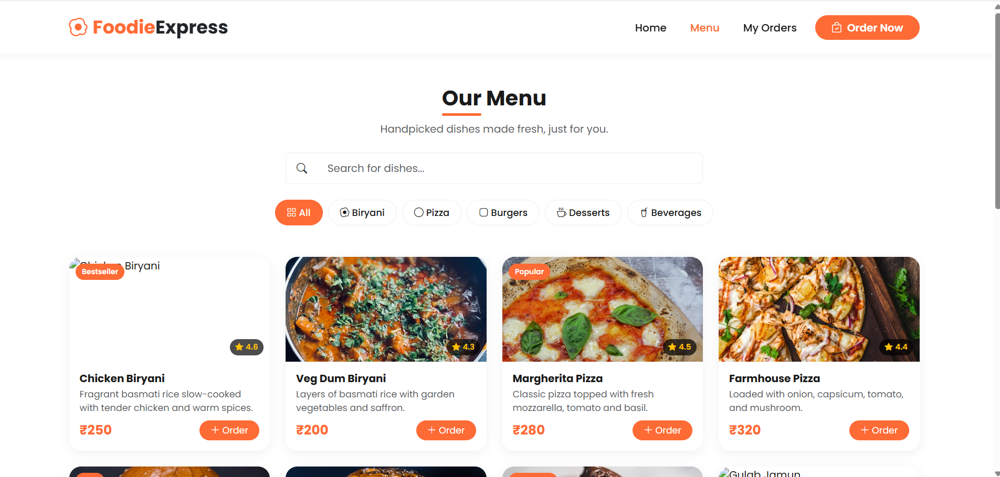 FoodieExpress
Home
Menu
My Orders
Order Now
Our Menu
Handpicked dishes made fresh, just for you.
Search for dishes...
All
Biryani
Pizza
Burgers
Desserts
Beverages
Biryani
Bestseller
4.6
Chicken Biryani
Fragrant basmati rice slow-cooked
with tender chicken and warm spices.
₹250
+ Order
4.3
Veg Dum Biryani
Layers of basmati rice with garden
vegetables and saffron.
₹200
+ Order
Popular
4.5
Margherita Pizza
Classic pizza topped with fresh
mozzarella, tomato and basil.
₹280
+ Order
4.4
Farmhouse Pizza
Loaded with onion, capsicum, tomato,
and mushroom.
₹320
+ Order
Gulab Jamun